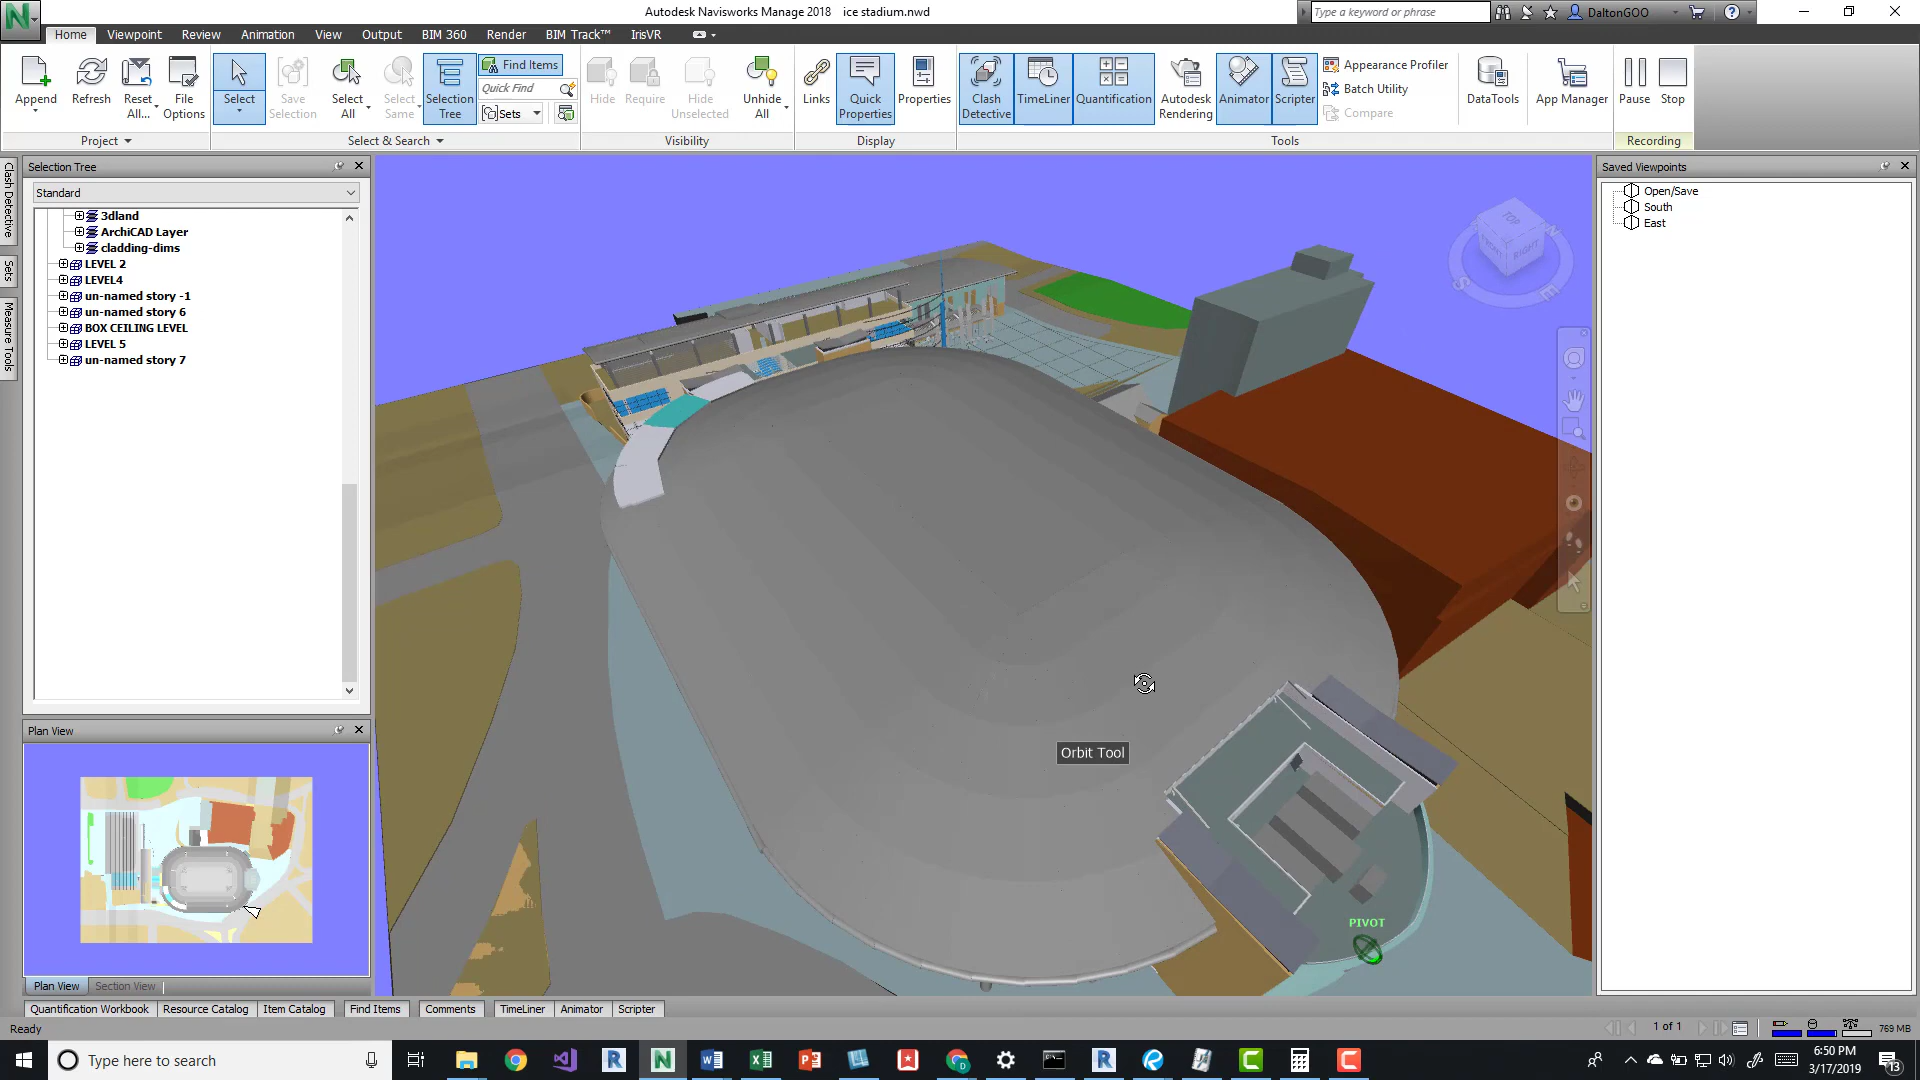 Autodesk Navisworks Manage 2018 ice stadium.nwd
Type a keyword or phrase
DaltonGOO
Home Viewpoint Review Animation View Output BIM 360 Render BIM Track™ IrisVR
Append
Refresh
Reset All...
File Options
Select
Save Selection
Select All
Select Same
Selection Tree
Find Items
Quick Find
Sets
Hide
Require
Hide Unselected
Unhide All
Links
Quick Properties
Properties
Clash Detective
TimeLiner
Quantification
Autodesk Rendering
Animator
Scripter
Appearance Profiler
Batch Utility
Compare
DataTools
App Manager
Pause
Stop
Project
Select & Search
Visibility
Display
Tools
Recording
Clash Detective
Sets
Measure Tools
Selection Tree
Standard
3dland
ArchiCAD Layer
cladding-dims
LEVEL 2
LEVEL4
un-named story -1
un-named story 6
BOX CEILING LEVEL
LEVEL 5
un-named story 7
Plan View
Plan View Section View
TOP
RIGHT
N
S
E
Orbit Tool
PIVOT
Saved Viewpoints
Open/Save
South
East
Quantification Workbook Resource Catalog Item Catalog Find Items Comments TimeLiner Animator Scripter
Ready
1 of 1
769 MB
Type here to search
6:50 PM
3/17/2019
13